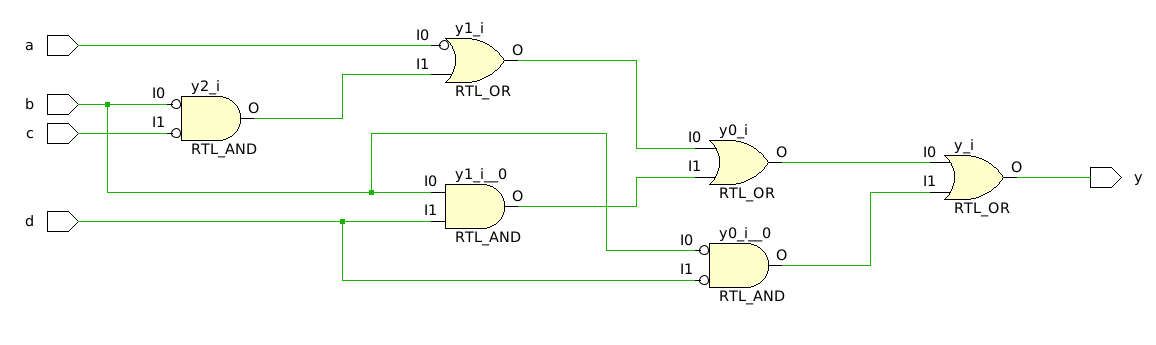 y1_i
I0
O
a
I1
RTL_OR
y2_i
I0
O
b
I1
c
RTL_AND
y0_i
I0
O
I1
RTL_OR
y_i
I0
O
I1
y
RTL_OR
y1_i__0
I0
O
I1
d
RTL_AND
y0_i__0
I0
O
I1
RTL_AND